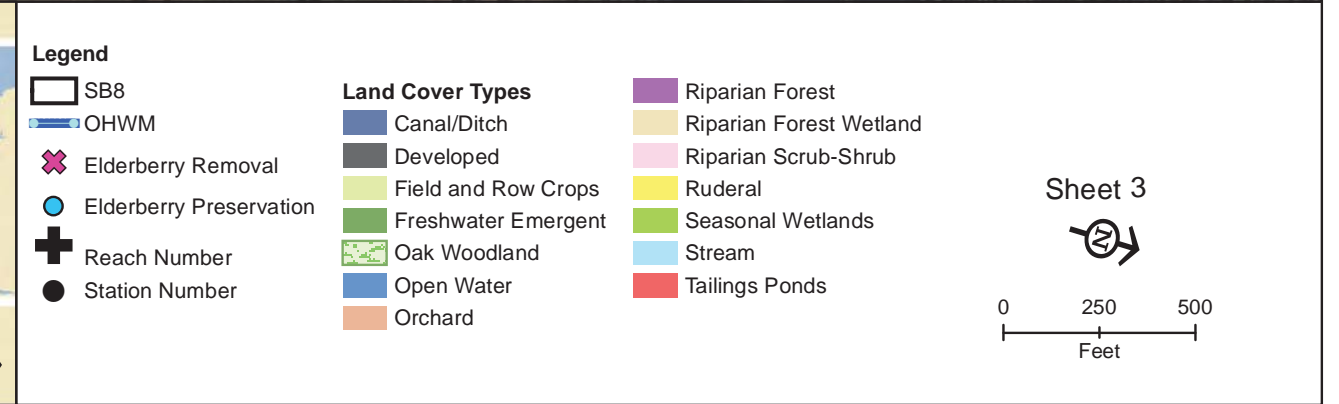 Legend
SB8
OHWM
Elderberry Removal
Elderberry Preservation
Reach Number
Station Number
Land Cover Types
Canal/Ditch
Developed
Field and Row Crops
Freshwater Emergent
Oak Woodland
Open Water
Orchard
Riparian Forest
Riparian Forest Wetland
Riparian Scrub-Shrub
Ruderal
Seasonal Wetlands
Stream
Tailings Ponds
Sheet 3
N
0 250 500
Feet